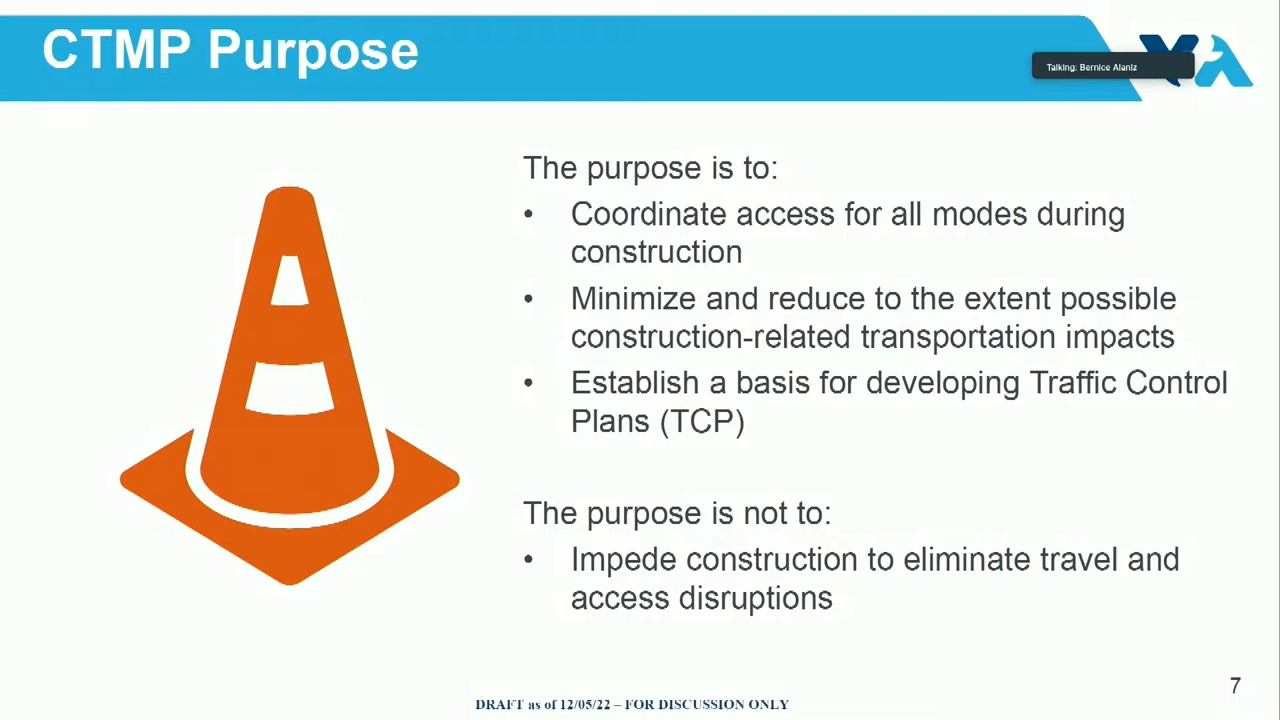 CTMP Purpose
Talking: Bernice Alaniz
The purpose is to:
• Coordinate access for all modes during
construction
• Minimize and reduce to the extent possible
construction-related transportation impacts
• Establish a basis for developing Traffic Control
Plans (TCP)
The purpose is not to:
• Impede construction to eliminate travel and
access disruptions
7
DRAFT as of 12/05/22 – FOR DISCUSSION ONLY